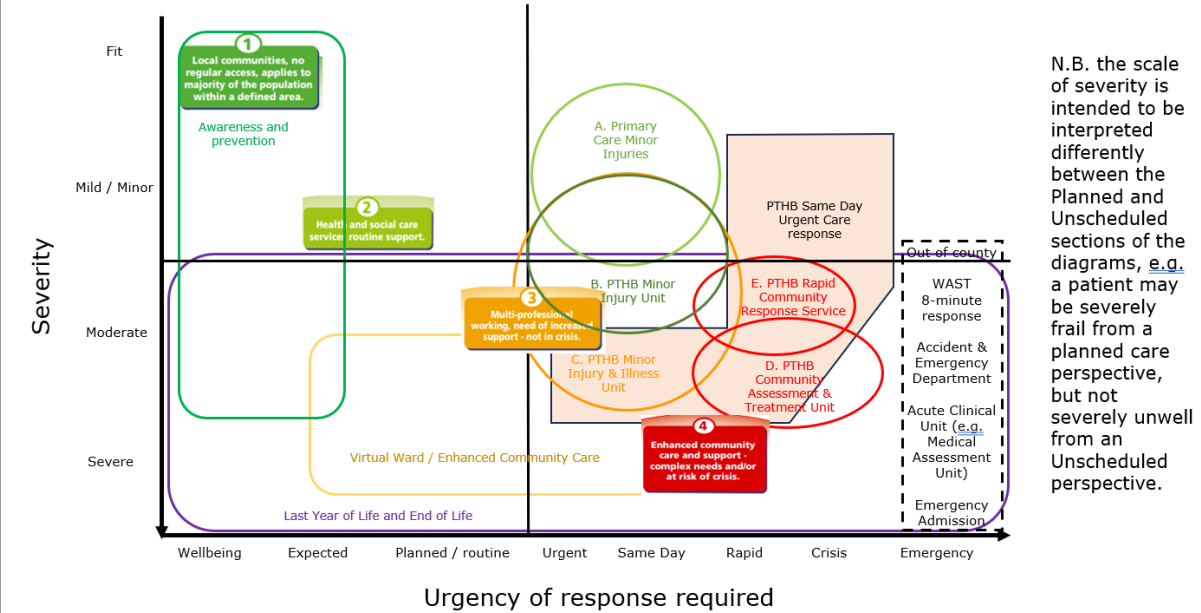 Fit
Mild / Minor
Moderate
Severe
Severity
1
Local communities, no
regular access, applies to
majority of the population
within a defined area.
Awareness and
prevention
2
Health and social care
services routine support.
3
Multi-professional
working, need of increased
support - not in crisis.
A. Primary
Care Minor
Injuries
B. PTHB Minor
Injury Unit
C. PTHB Minor
Injury & Illness
Unit
PTHB Same Day
Urgent Care
response
E. PTHB Rapid
Community
Response Service
D. PTHB
Community
Assessment &
Treatment Unit
4
Enhanced community
care and support -
complex needs and/or
at risk of crisis.
Virtual Ward / Enhanced Community Care
Last Year of Life and End of Life
Out of county
WAST
8-minute
response
Accident &
Emergency
Department
Acute Clinical
Unit (e.g.
Medical
Assessment
Unit)
Emergency
Admission
Wellbeing
Expected
Planned / routine
Urgent
Same Day
Rapid
Crisis
Emergency
Urgency of response required
N.B. the scale
of severity is
intended to be
interpreted
differently
between the
Planned and
Unscheduled
sections of the
diagrams, e.g.
a patient may
be severely
frail from a
planned care
perspective,
but not
severely unwell
from an
Unscheduled
perspective.